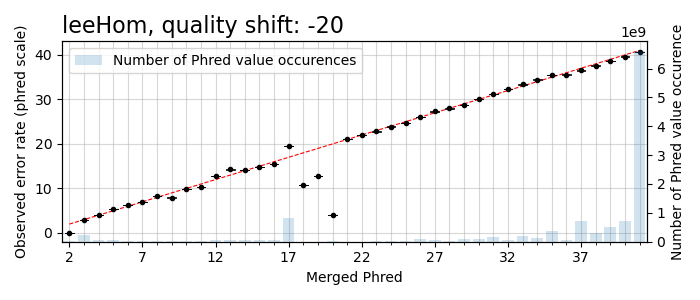 leeHom, quality shift: -20
1e9
Number of Phred value occurences
Observed error rate (phred scale)
40
30
20
10
0
6
5
4
3
2
1
0
Number of Phred value occurence
2 7 12 17 22 27 32 37
Merged Phred